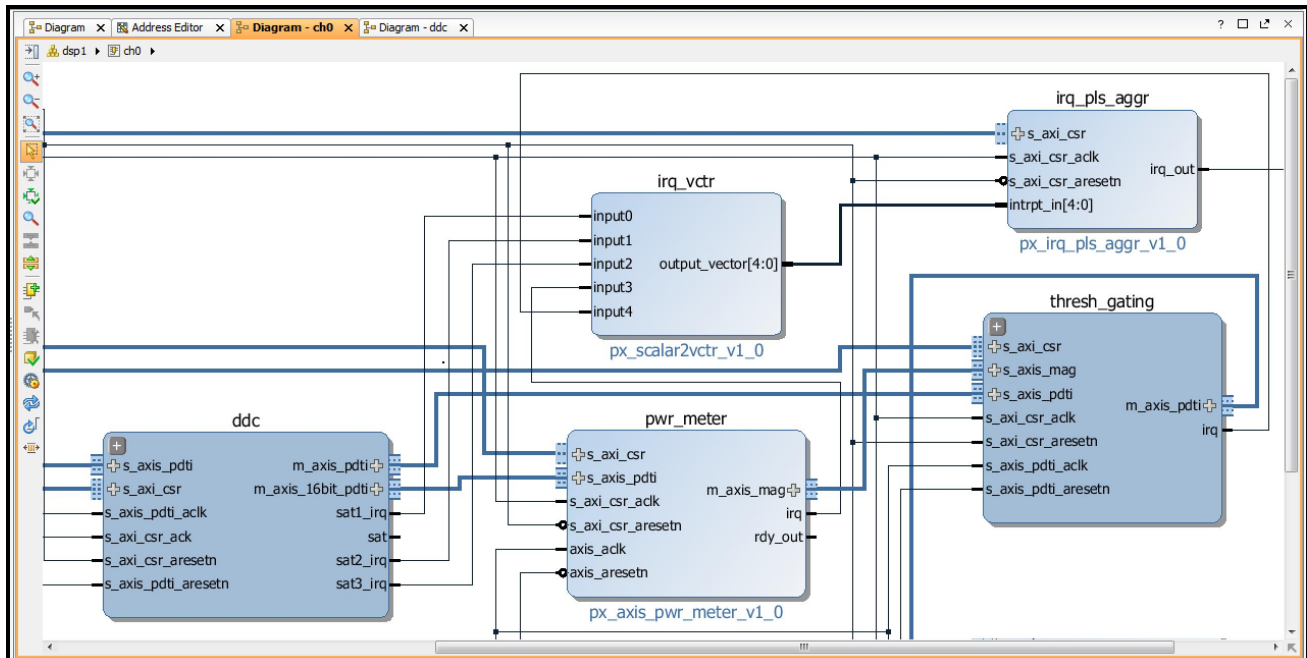 Diagram
Address Editor
Diagram - ch0
Diagram - ddc
?
dsp1
ch0
irq_pls_aggr
s_axi_csr
s_axi_csr_aclk
s_axi_csr_aresetn
intrpt_in[4:0]
irq_out
px_irq_pls_aggr_v1_0
irq_vctr
input0
input1
input2
input3
input4
output_vector[4:0]
px_scalar2vctr_v1_0
thresh_gating
s_axi_csr
s_axis_mag
s_axis_pdti
s_axi_csr_aclk
s_axi_csr_aresetn
s_axis_pdti_aclk
s_axis_pdti_aresetn
m_axis_pdti
irq
ddc
s_axis_pdti
s_axi_csr
s_axis_pdti_aclk
s_axi_csr_ack
s_axi_csr_aresetn
s_axis_pdti_aresetn
m_axis_pdti
m_axis_16bit_pdti
sat1_irq
sat
sat2_irq
sat3_irq
pwr_meter
s_axi_csr
s_axis_pdti
s_axi_csr_aclk
s_axi_csr_aresetn
axis_aclk
axis_aresetn
m_axis_mag
irq
rdy_out
px_axis_pwr_meter_v1_0